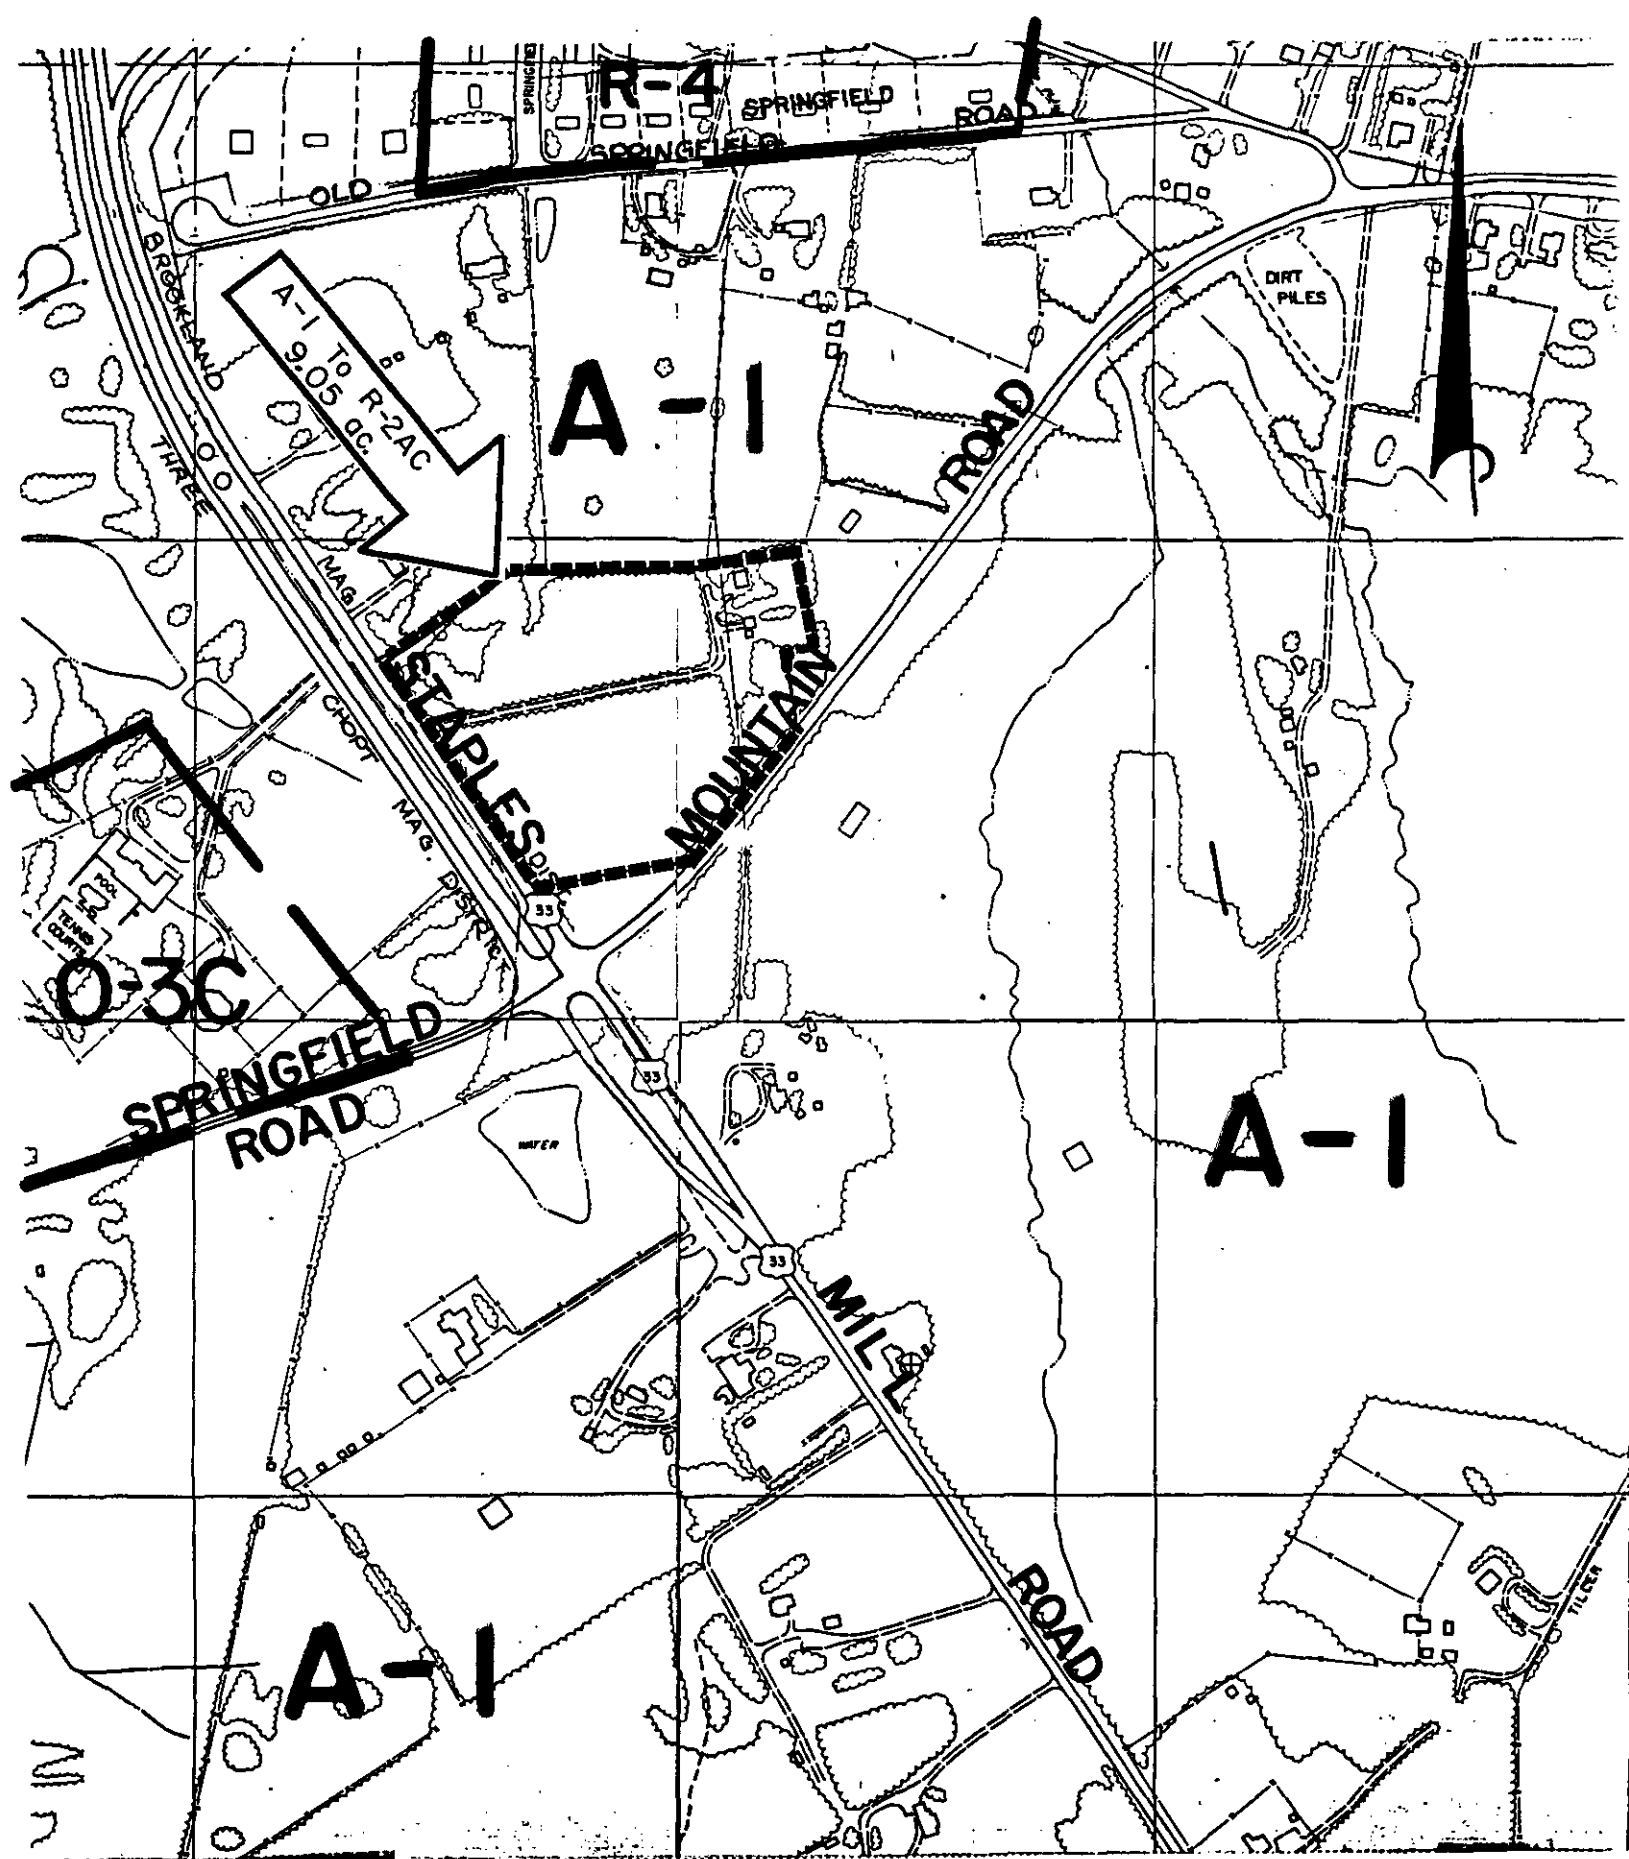 R-4
SPRINGFIELD
ROAD
SPRINGFIELD
OLD
BROOKLAND
DIRT
PILES
A-1 To R-2AC
9.05 ac.
A-1
ROAD
THREE
MAG.
STAPLES
MOUNTAIN
CHOPT
MAG.
DISTRICT
33
POOL
TENNIS
COURTS
O-3C
SPRINGFIELD
ROAD
33
WATER
A-1
33
MILL
ROAD
TILLER
A-1